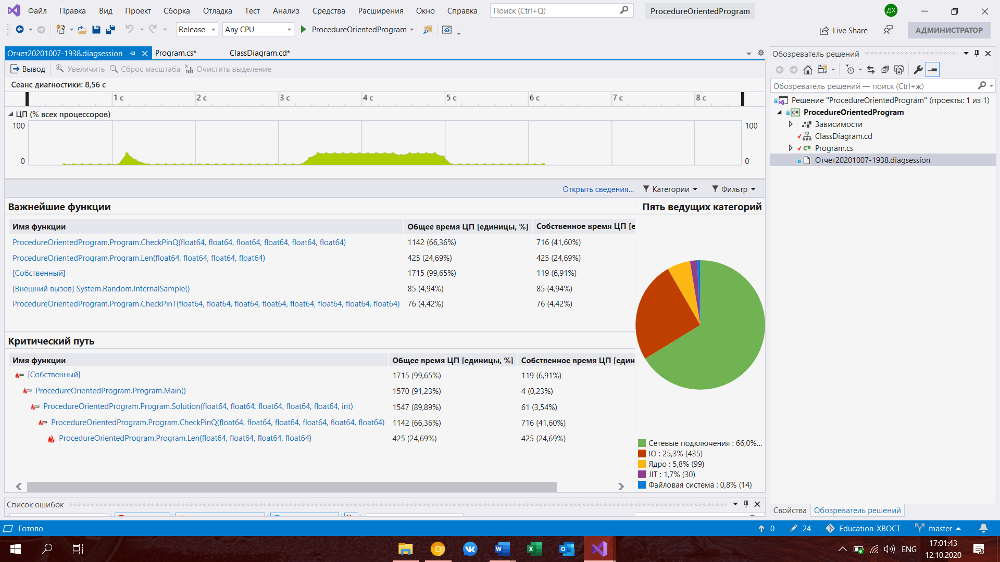 Файл Правка Вид Проект Сборка Отладка Тест Анализ Средства Расширения Окно Справка Поиск (Ctrl+Q) ProcedureOrientedProgram ДХ
Release Any CPU ProcedureOrientedProgram Live Share АДМИНИСТРАТОР
Отчет20201007-1938.diagsession Program.cs* ClassDiagram.cd*
Вывод Увеличить Сброс масштаба Очистить выделение
Сеанс диагностики: 8,56 с
1 с 2 с 3 с 4 с 5 с 6 с 7 с 8 с
ЦП (% всех процессоров)
100 100
0 0
Открыть сведения... Категории Фильтр
Важнейшие функции
Имя функции Общее время ЦП [единицы, %] Собственное время ЦП [е
ProcedureOrientedProgram.Program.CheckPinQ(float64, float64, float64, float64, float64, float64) 1142 (66,36%) 716 (41,60%)
ProcedureOrientedProgram.Program.Len(float64, float64, float64, float64) 425 (24,69%) 425 (24,69%)
[Собственный] 1715 (99,65%) 119 (6,91%)
[Внешний вызов] System.Random.InternalSample() 85 (4,94%) 85 (4,94%)
ProcedureOrientedProgram.Program.CheckPinT(float64, float64, float64, float64, float64, float64, float64, float64) 76 (4,42%) 76 (4,42%)
Критический путь
Имя функции Общее время ЦП [единицы, %] Собственное время ЦП [един
[Собственный] 1715 (99,65%) 119 (6,91%)
ProcedureOrientedProgram.Program.Main() 1570 (91,23%) 4 (0,23%)
ProcedureOrientedProgram.Program.Solution(float64, float64, float64, float64, float64, int) 1547 (89,89%) 61 (3,54%)
ProcedureOrientedProgram.Program.CheckPinQ(float64, float64, float64, float64, float64, float64) 1142 (66,36%) 716 (41,60%)
ProcedureOrientedProgram.Program.Len(float64, float64, float64, float64) 425 (24,69%) 425 (24,69%)
Пять ведущих категорий
Сетевые подключения : 66,0%...
IO : 25,3% (435)
Ядро : 5,8% (99)
JIT : 1,7% (30)
Файловая система : 0,8% (14)
Список ошибок
Обозреватель решений
Обозреватель решений — поиск (Ctrl+ж)
Решение "ProcedureOrientedProgram" (проекты: 1 из 1)
C# ProcedureOrientedProgram
Зависимости
ClassDiagram.cd
C# Program.cs
Отчет20201007-1938.diagsession
Свойства Обозреватель решений
Готово 0 24 Education-XBOCT master
ENG 17:01:43
12.10.2020